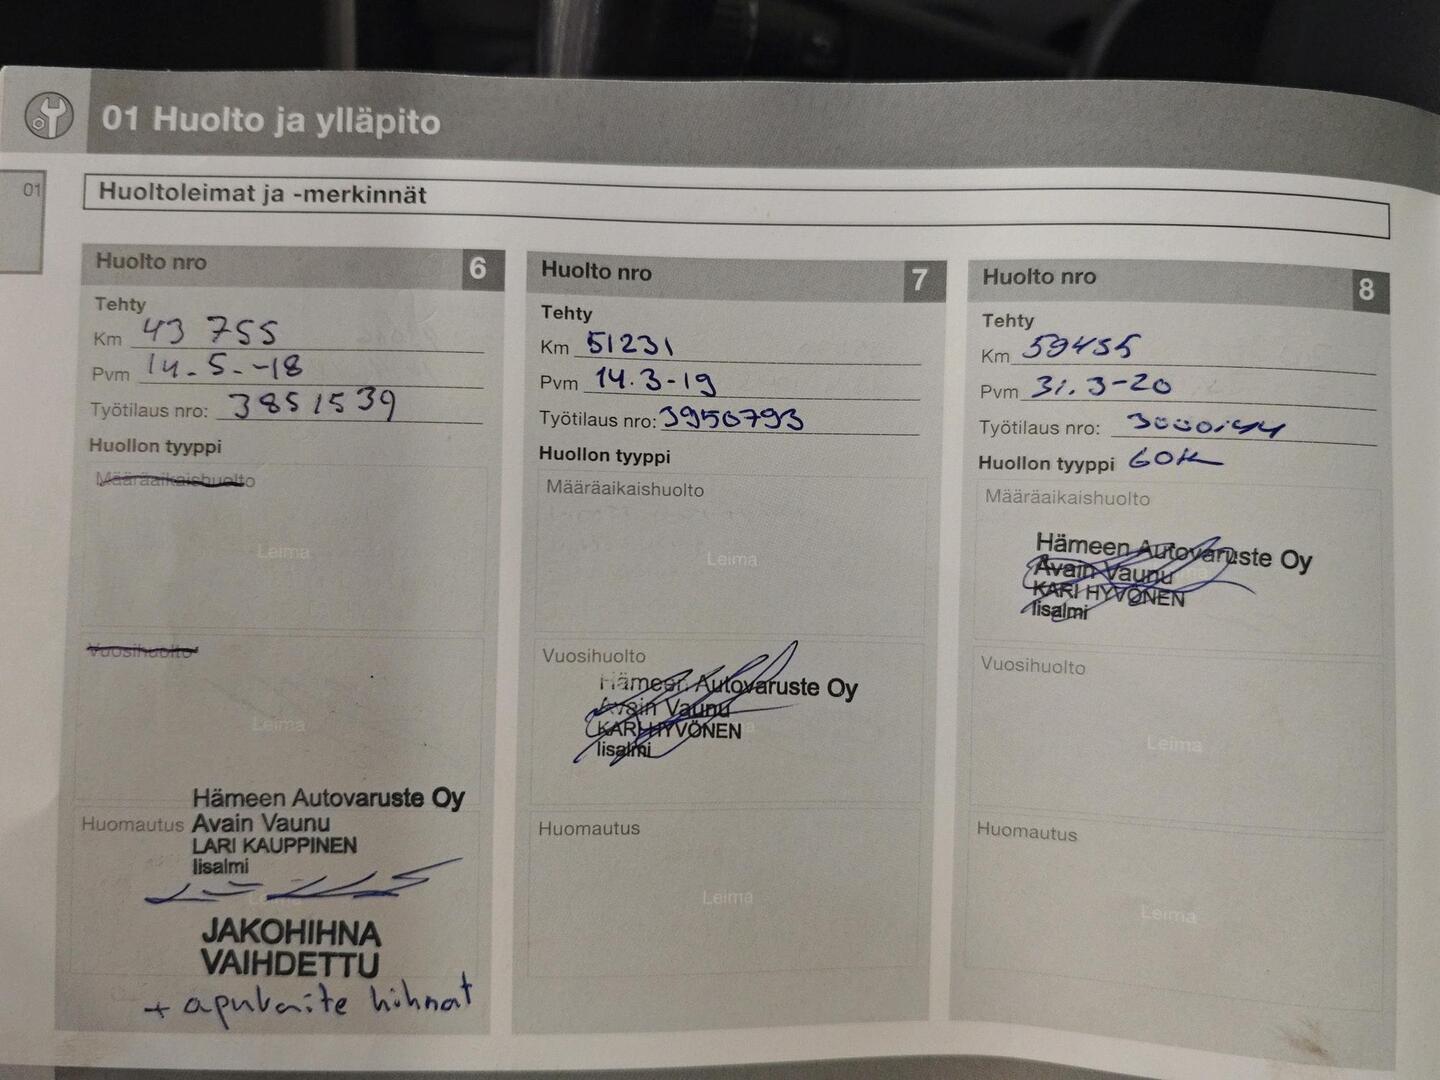 01 Huolto ja ylläpito
01
Huoltoleimat ja -merkinnät
Huolto nro 6
Tehty
Km 43 755
Pvm 14.5.-18
Työtilaus nro: 3851539
Huollon tyyppi
Määräaikaishuolto
Leima
Vuosihuolto
Leima
Hämeen Autovaruste Oy
Huomautus Avain Vaunu
LARI KAUPPINEN
Iisalmi
Leima
JAKOHIHNA
VAIHDETTU
+ apulaite hihnat
Huolto nro 7
Tehty
Km 51231
Pvm 14.3-19
Työtilaus nro: 3950793
Huollon tyyppi
Määräaikaishuolto
Leima
Vuosihuolto
Hämeen Autovaruste Oy
Avain Vaunu
KARI HYVÖNEN
Iisalmi
Huomautus
Leima
Huolto nro 8
Tehty
Km 59455
Pvm 31.3-20
Työtilaus nro:
Huollon tyyppi 60K
Määräaikaishuolto
Hämeen Autovaruste Oy
Avain Vaunu
KARI HYVÖNEN
Iisalmi
Vuosihuolto
Leima
Huomautus
Leima